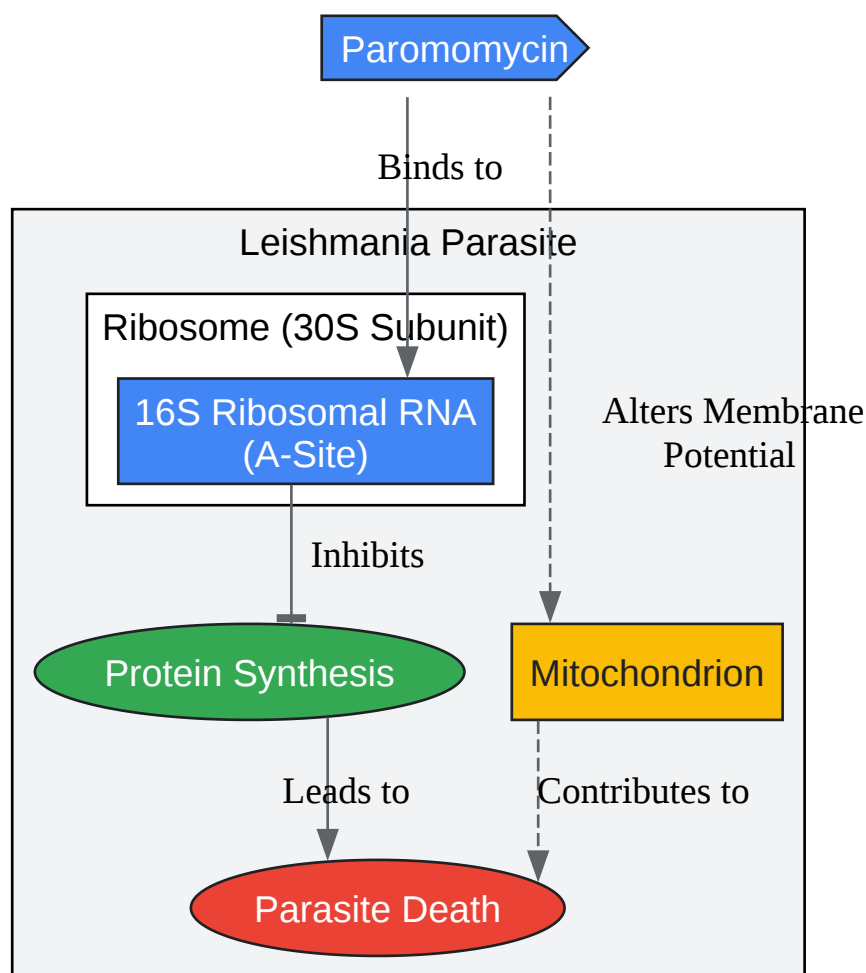 Paromomycin
Binds to
Leishmania Parasite
Ribosome (30S Subunit)
16S Ribosomal RNA
(A-Site)
Alters Membrane
Potential
Inhibits
Protein Synthesis
Mitochondrion
Leads to
Contributes to
Parasite Death